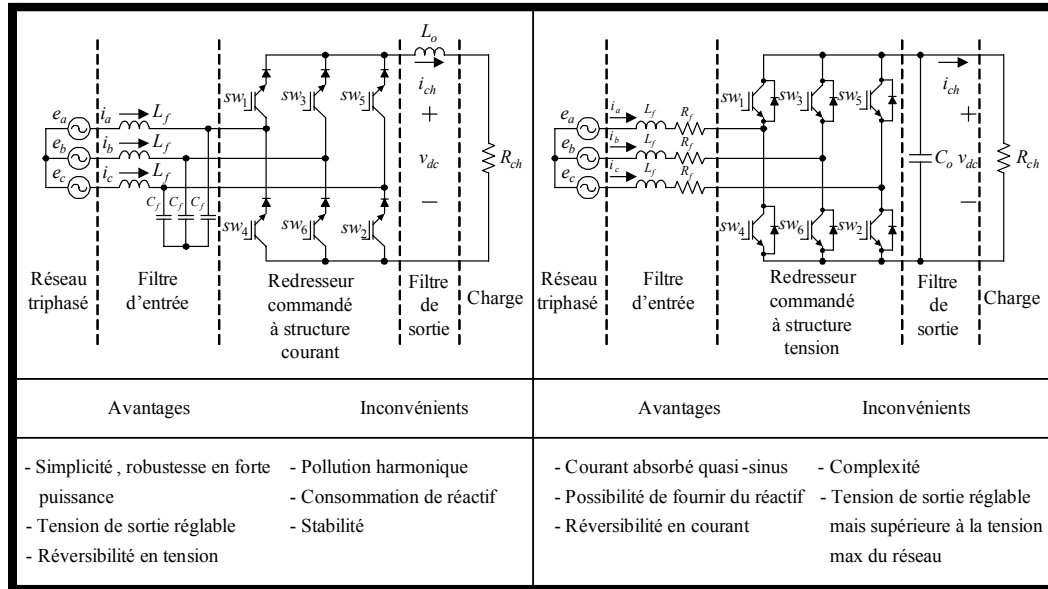 L_o
i_ch
sw_1
sw_3
sw_5
e_a
i_a
L_f
e_b
i_b
L_f
e_c
i_c
L_f
C_f
C_f
C_f
+
v_dc
−
R_ch
sw_4
sw_6
sw_2
Réseau
triphasé
Filtre
d'entrée
Redresseur
commandé
à structure
courant
Filtre
de
sortie
Charge
i_ch
sw_1
sw_3
sw_5
e_a
i_a
L_f
R_f
e_b
i_b
L_f
R_f
e_c
i_c
L_f
R_f
C_o
+
v_dc
−
R_ch
sw_4
sw_6
sw_2
Réseau
triphasé
Filtre
d'entrée
Redresseur
commandé
à structure
tension
Filtre
de
sortie
Charge
Avantages
Inconvénients
- Simplicité , robustesse en forte
puissance
- Tension de sortie réglable
- Réversibilité en tension
- Pollution harmonique
- Consommation de réactif
- Stabilité
Avantages
Inconvénients
- Courant absorbé quasi -sinus
- Possibilité de fournir du réactif
- Réversibilité en courant
- Complexité
- Tension de sortie réglable
mais supérieure à la tension
max du réseau